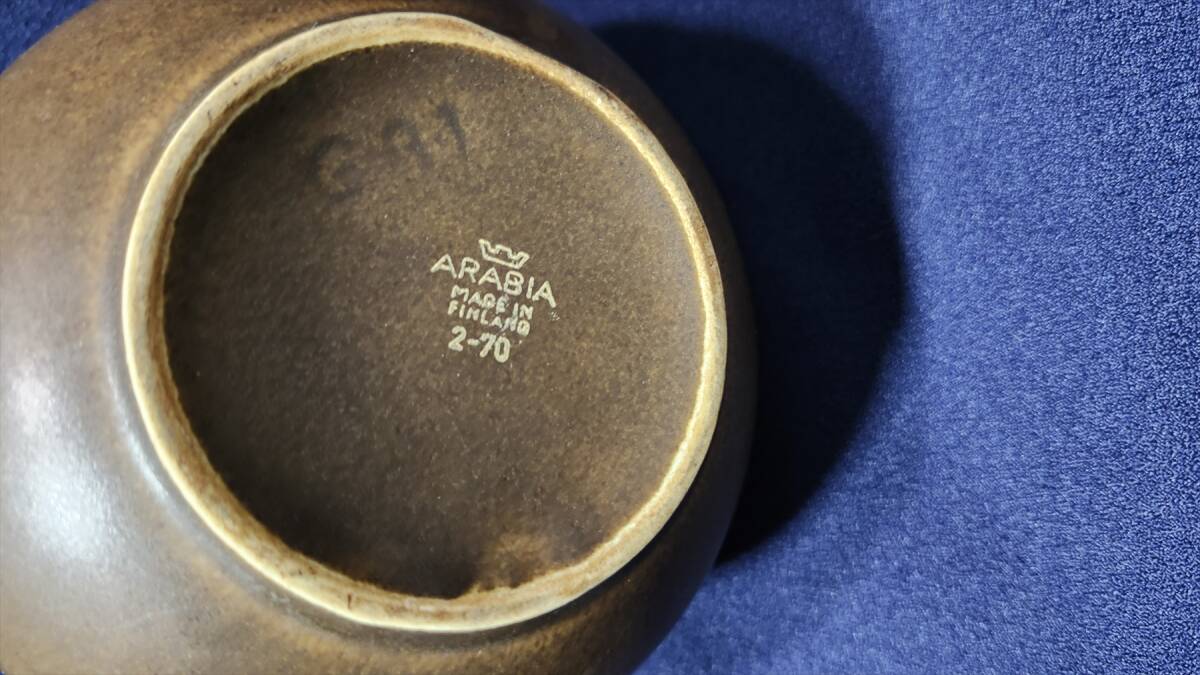 ARABIA
MADE IN
FINLAND
2-70